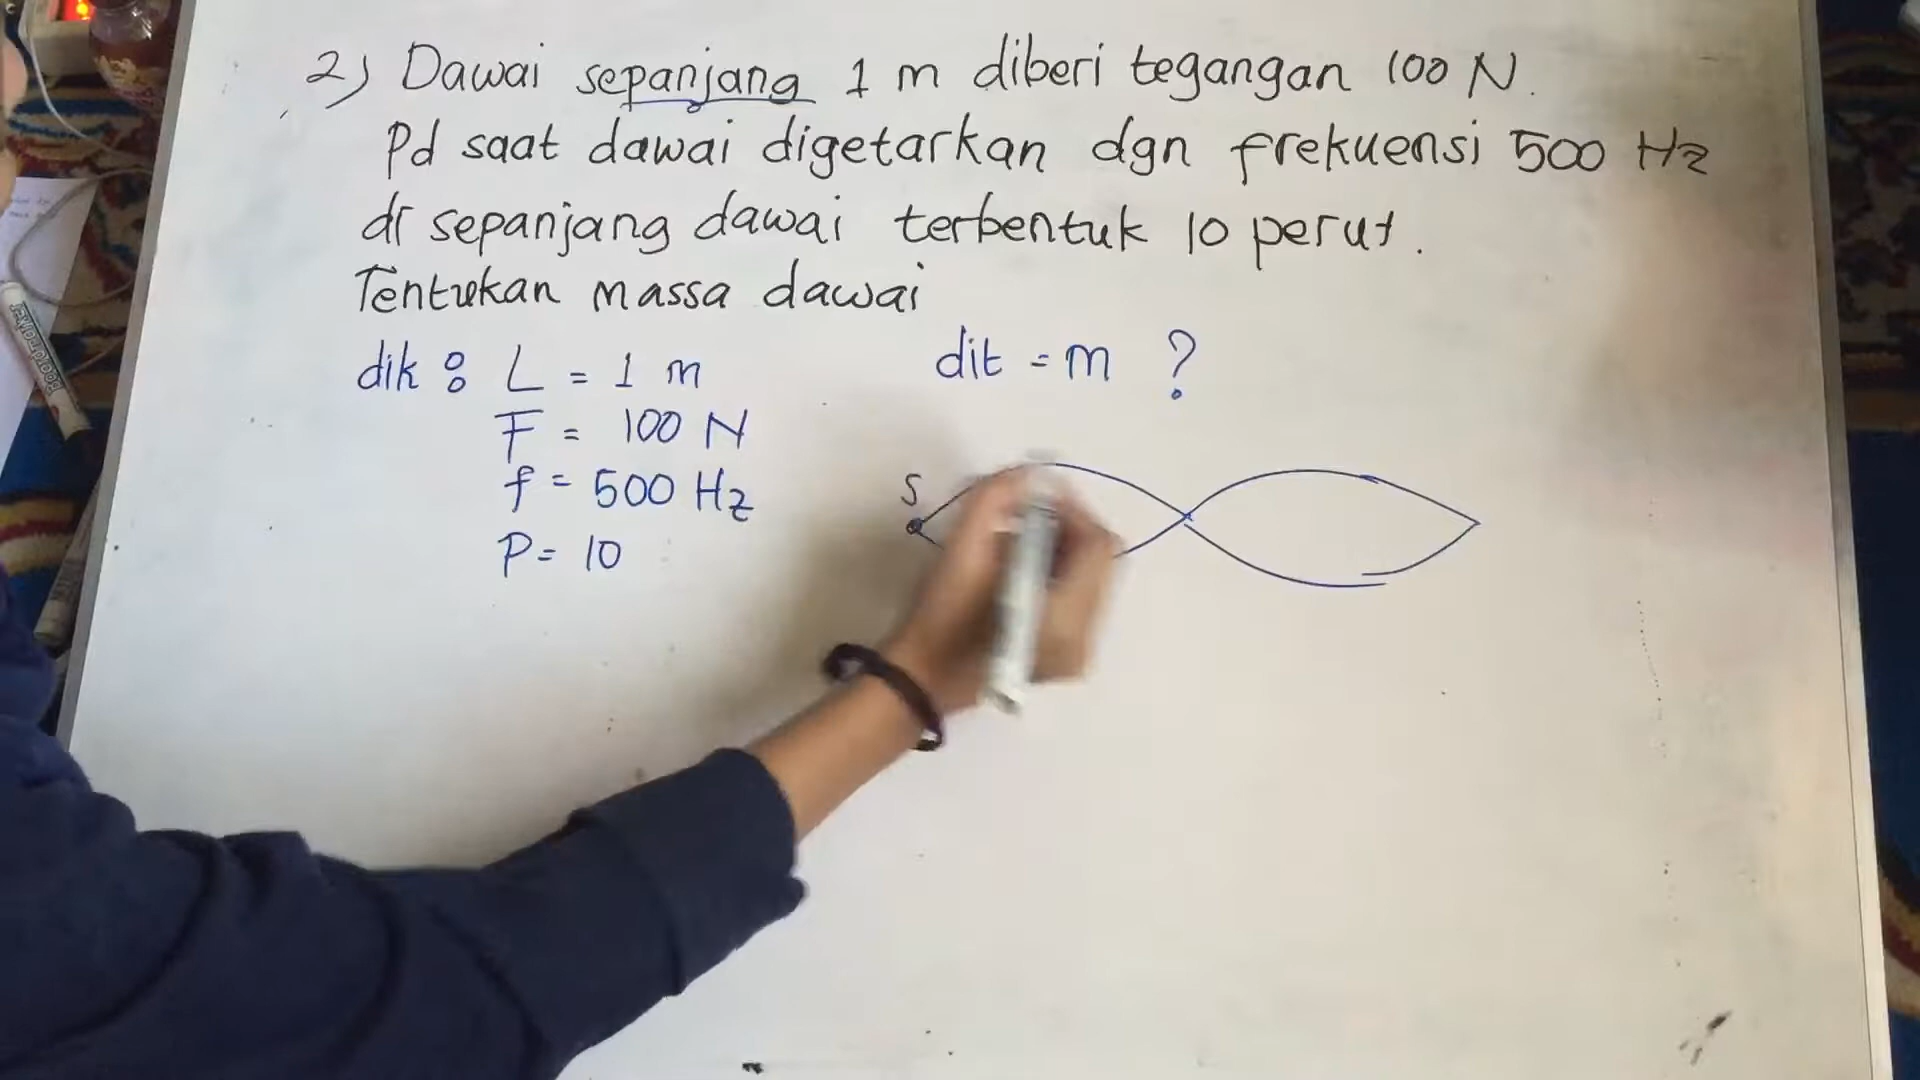 2) Dawai sepanjang 1 m diberi tegangan 100 N.
Pd saat dawai digetarkan dgn frekuensi 500 Hz
dr sepanjang dawai terbentuk 10 perut.
Tentukan massa dawai
dik : L = 1 m
dit = m ?
F = 100 N
f = 500 Hz
S
P = 10